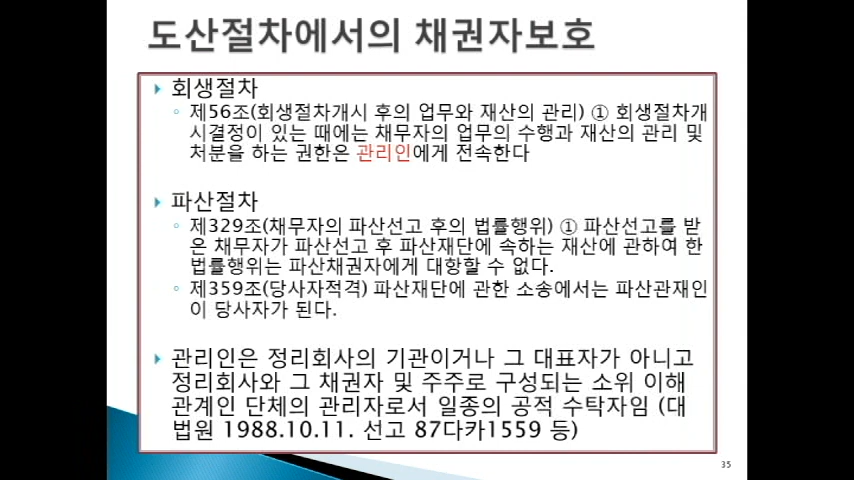 도산절차에서의 채권자보호
회생절차
제56조(회생절차개시 후의 업무와 재산의 관리) ① 회생절차개
시결정이 있는 때에는 채무자의 업무의 수행과 재산의 관리 및
처분을 하는 권한은 관리인에게 전속한다
파산절차
제329조(채무자의 파산선고 후의 법률행위) ① 파산선고를 받
은 채무자가 파산선고 후 파산재단에 속하는 재산에 관하여 한
법률행위는 파산채권자에게 대항할 수 없다.
제359조(당사자적격) 파산재단에 관한 소송에서는 파산관재인
이 당사자가 된다.
관리인은 정리회사의 기관이거나 그 대표자가 아니고
정리회사와 그 채권자 및 주주로 구성되는 소위 이해
관계인 단체의 관리자로서 일종의 공적 수탁자임 (대
법원 1988.10.11. 선고 87다카1559 등)
35